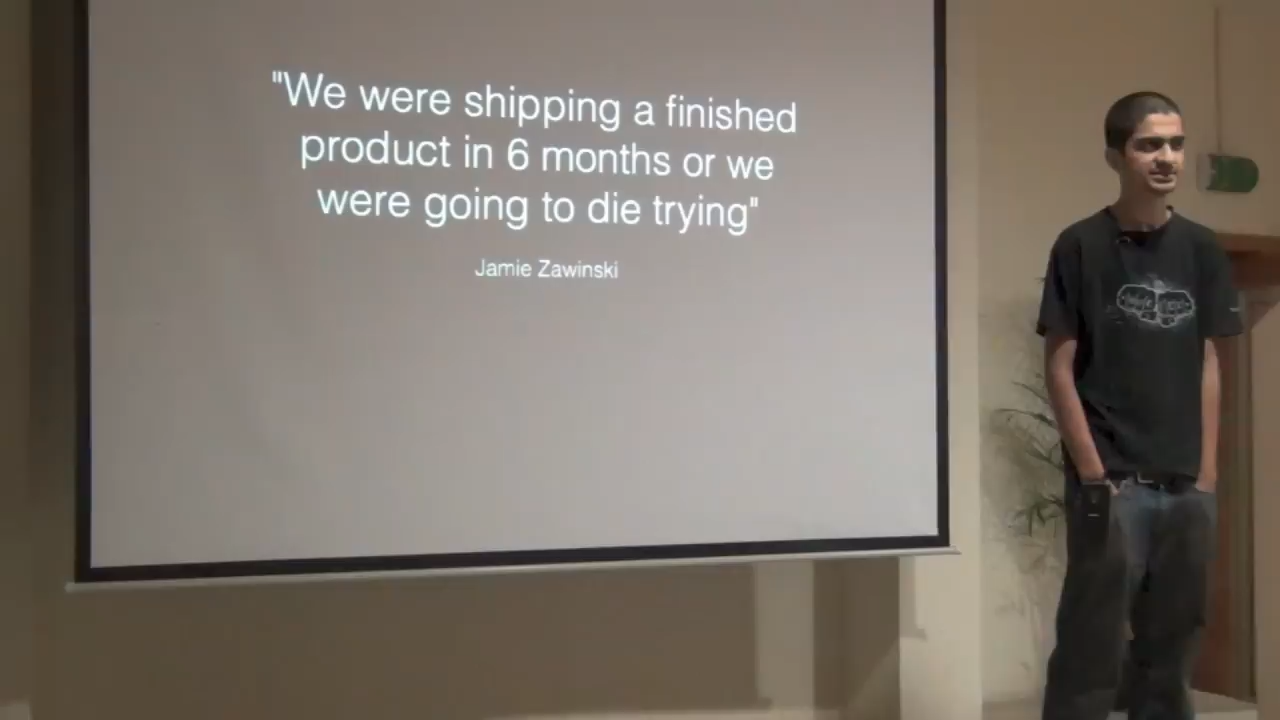 "We were shipping a finished
product in 6 months or we
were going to die trying"
Jamie Zawinski